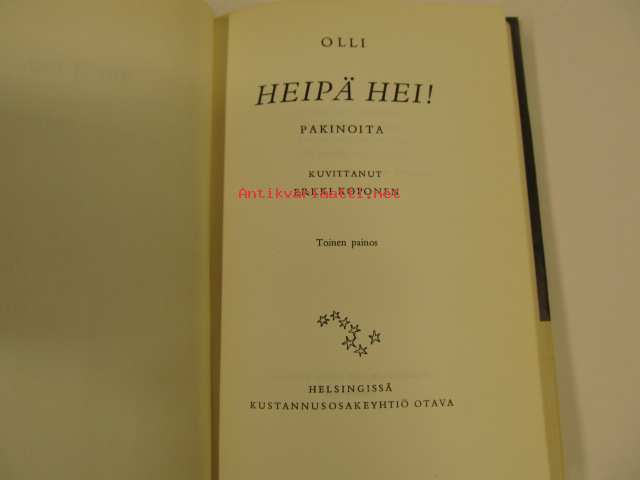 OLLI
HEIPÄ HEI!
PAKINOITA
KUVITTANUT
Antikvariaatti.net
ERKKI KOPONEN
Toinen painos
HELSINGISSÄ
KUSTANNUSOSAKEYHTIÖ OTAVA